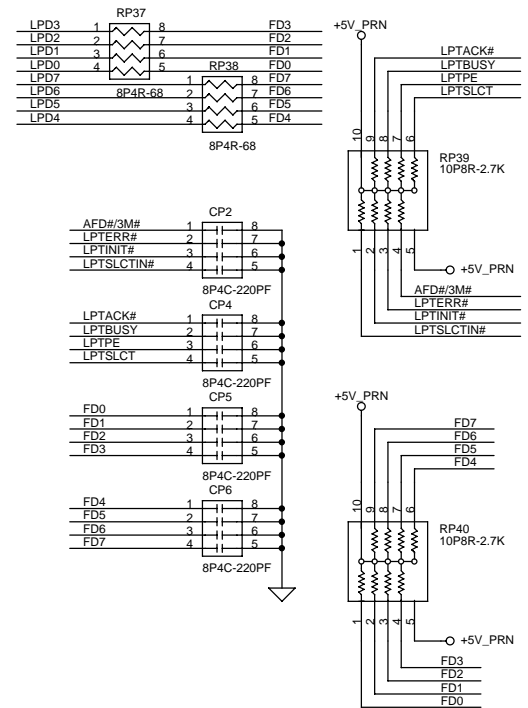 RP37
LPD3 1 8 FD3
LPD2 2 7 FD2
LPD1 3 6 FD1
LPD0 4 5 FD0
8P4R-68
RP38
LPD7 1 8 FD7
LPD6 2 7 FD6
LPD5 3 6 FD5
LPD4 4 5 FD4
8P4R-68
CP2
AFD#/3M# 1 8
LPTERR# 2 7
LPTINIT# 3 6
LPTSLCTIN# 4 5
8P4C-220PF
CP4
LPTACK# 1 8
LPTBUSY 2 7
LPTPE 3 6
LPTSLCT 4 5
8P4C-220PF
CP5
FD0 1 8
FD1 2 7
FD2 3 6
FD3 4 5
8P4C-220PF
CP6
FD4 1 8
FD5 2 7
FD6 3 6
FD7 4 5
8P4C-220PF
+5V_PRN
LPTACK#
LPTBUSY
LPTPE
LPTSLCT
10 9 8 7 6
RP39
10P8R-2.7K
1 2 3 4 5
+5V_PRN
AFD#/3M#
LPTERR#
LPTINIT#
LPTSLCTIN#
+5V_PRN
FD7
FD6
FD5
FD4
10 9 8 7 6
RP40
10P8R-2.7K
1 2 3 4 5
+5V_PRN
FD3
FD2
FD1
FD0